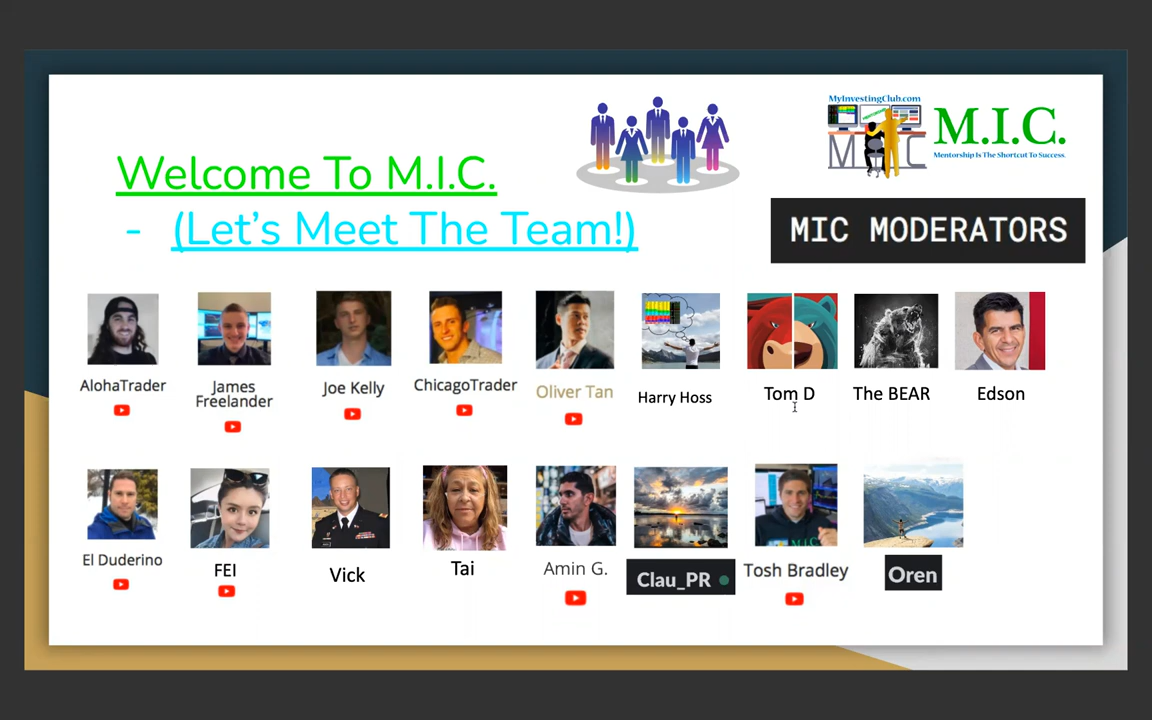 MyInvestingClub.com
M.I.C.
MIC
Mentorship Is The Shortcut To Success.
Welcome To M.I.C.
- (Let's Meet The Team!)
MIC MODERATORS
AlohaTrader
James
Freelander
Joe Kelly
ChicagoTrader
Oliver Tan
Harry Hoss
Tom D
The BEAR
Edson
El Duderino
FEI
Vick
Tai
Amin G.
Clau_PR
Tosh Bradley
Oren